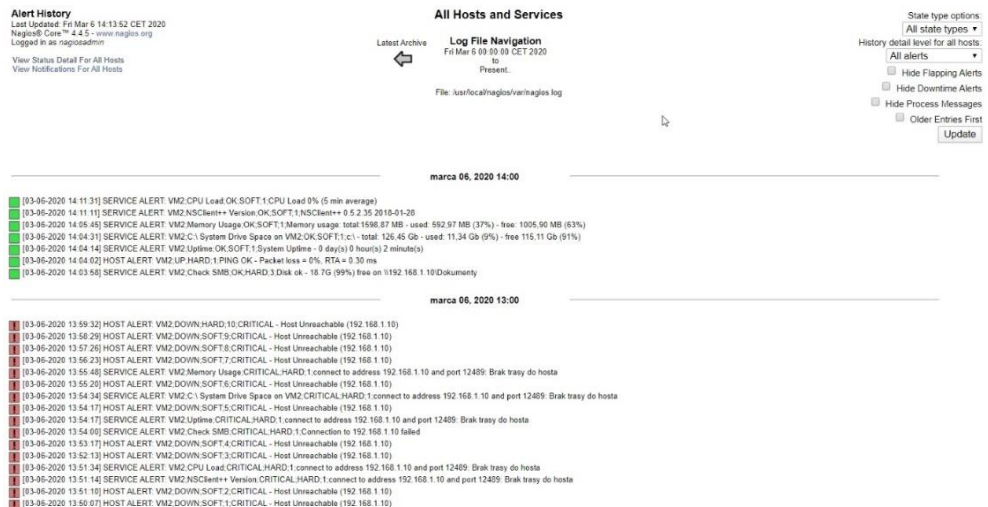 Alert History
Last Updated: Fri Mar 6 14:13:52 CET 2020
Nagios® Core™ 4.4.5 - www.nagios.org
Logged in as nagiosadmin
View Status Detail For All Hosts
View Notifications For All Hosts
All Hosts and Services
Latest Archive
Log File Navigation
Fri Mar 6 00:00:00 CET 2020
to
Present..
File: /usr/local/nagios/var/nagios.log
State type options:
All state types
History detail level for all hosts:
All alerts
Hide Flapping Alerts
Hide Downtime Alerts
Hide Process Messages
Older Entries First
Update
marca 06, 2020 14:00
[03-06-2020 14:11:31] SERVICE ALERT: VM2;CPU Load;OK;SOFT;1;CPU Load 0% (5 min average)
[03-06-2020 14:11:11] SERVICE ALERT: VM2;NSClient++ Version;OK;SOFT;1;NSClient++ 0.5.2.35 2018-01-28
[03-06-2020 14:05:45] SERVICE ALERT: VM2;Memory Usage;OK;SOFT;1;Memory usage: total:1598,87 MB - used: 592,97 MB (37%) - free: 1005,90 MB (63%)
[03-06-2020 14:04:31] SERVICE ALERT: VM2;C:\ System Drive Space on VM2;OK;SOFT;1;c:\ - total: 126,45 Gb - used: 11,34 Gb (9%) - free 115,11 Gb (91%)
[03-06-2020 14:04:14] SERVICE ALERT: VM2;Uptime;OK;SOFT;1;System Uptime - 0 day(s) 0 hour(s) 2 minute(s)
[03-06-2020 14:04:02] HOST ALERT: VM2;UP;HARD;1;PING OK - Packet loss = 0%, RTA = 0.30 ms
[03-06-2020 14:03:58] SERVICE ALERT: VM2;Check SMB;OK;HARD;3;Disk ok - 18.7G (99%) free on \\192.168.1.10\Dokumenty
marca 06, 2020 13:00
[03-06-2020 13:59:32] HOST ALERT: VM2;DOWN;HARD;10;CRITICAL - Host Unreachable (192.168.1.10)
[03-06-2020 13:58:29] HOST ALERT: VM2;DOWN;SOFT;9;CRITICAL - Host Unreachable (192.168.1.10)
[03-06-2020 13:57:26] HOST ALERT: VM2;DOWN;SOFT;8;CRITICAL - Host Unreachable (192.168.1.10)
[03-06-2020 13:56:23] HOST ALERT: VM2;DOWN;SOFT;7;CRITICAL - Host Unreachable (192.168.1.10)
[03-06-2020 13:55:48] SERVICE ALERT: VM2;Memory Usage;CRITICAL;HARD;1;connect to address 192.168.1.10 and port 12489: Brak trasy do hosta
[03-06-2020 13:55:20] HOST ALERT: VM2;DOWN;SOFT;6;CRITICAL - Host Unreachable (192.168.1.10)
[03-06-2020 13:54:34] SERVICE ALERT: VM2;C:\ System Drive Space on VM2;CRITICAL;HARD;1;connect to address 192.168.1.10 and port 12489: Brak trasy do hosta
[03-06-2020 13:54:17] HOST ALERT: VM2;DOWN;SOFT;5;CRITICAL - Host Unreachable (192.168.1.10)
[03-06-2020 13:54:17] SERVICE ALERT: VM2;Uptime;CRITICAL;HARD;1;connect to address 192.168.1.10 and port 12489: Brak trasy do hosta
[03-06-2020 13:54:00] SERVICE ALERT: VM2;Check SMB;CRITICAL;HARD;1;Connection to 192.168.1.10 failed
[03-06-2020 13:53:17] HOST ALERT: VM2;DOWN;SOFT;4;CRITICAL - Host Unreachable (192.168.1.10)
[03-06-2020 13:52:13] HOST ALERT: VM2;DOWN;SOFT;3;CRITICAL - Host Unreachable (192.168.1.10)
[03-06-2020 13:51:34] SERVICE ALERT: VM2;CPU Load;CRITICAL;HARD;1;connect to address 192.168.1.10 and port 12489: Brak trasy do hosta
[03-06-2020 13:51:14] SERVICE ALERT: VM2;NSClient++ Version;CRITICAL;HARD;1;connect to address 192.168.1.10 and port 12489: Brak trasy do hosta
[03-06-2020 13:51:10] HOST ALERT: VM2;DOWN;SOFT;2;CRITICAL - Host Unreachable (192.168.1.10)
[03-06-2020 13:50:07] HOST ALERT: VM2;DOWN;SOFT;1;CRITICAL - Host Unreachable (192.168.1.10)